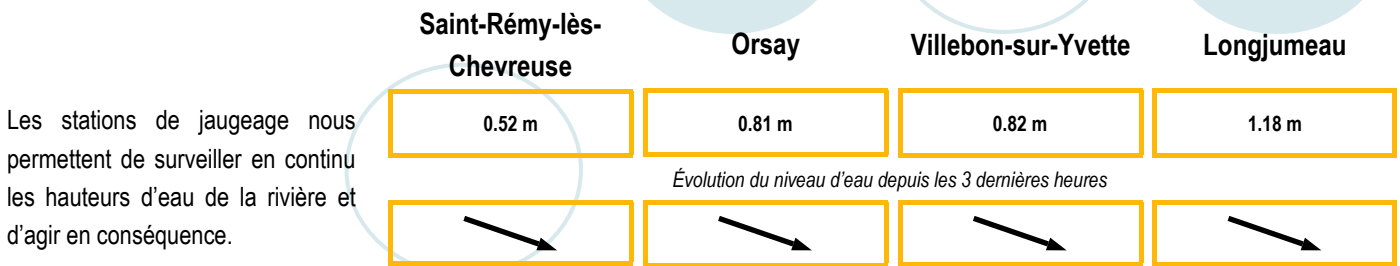 Saint-Rémy-lès-
Chevreuse
Orsay
Villebon-sur-Yvette
Longjumeau
Les stations de jaugeage nous
permettent de surveiller en continu
les hauteurs d’eau de la rivière et
d’agir en conséquence.
0.52 m
0.81 m
0.82 m
1.18 m
Évolution du niveau d’eau depuis les 3 dernières heures